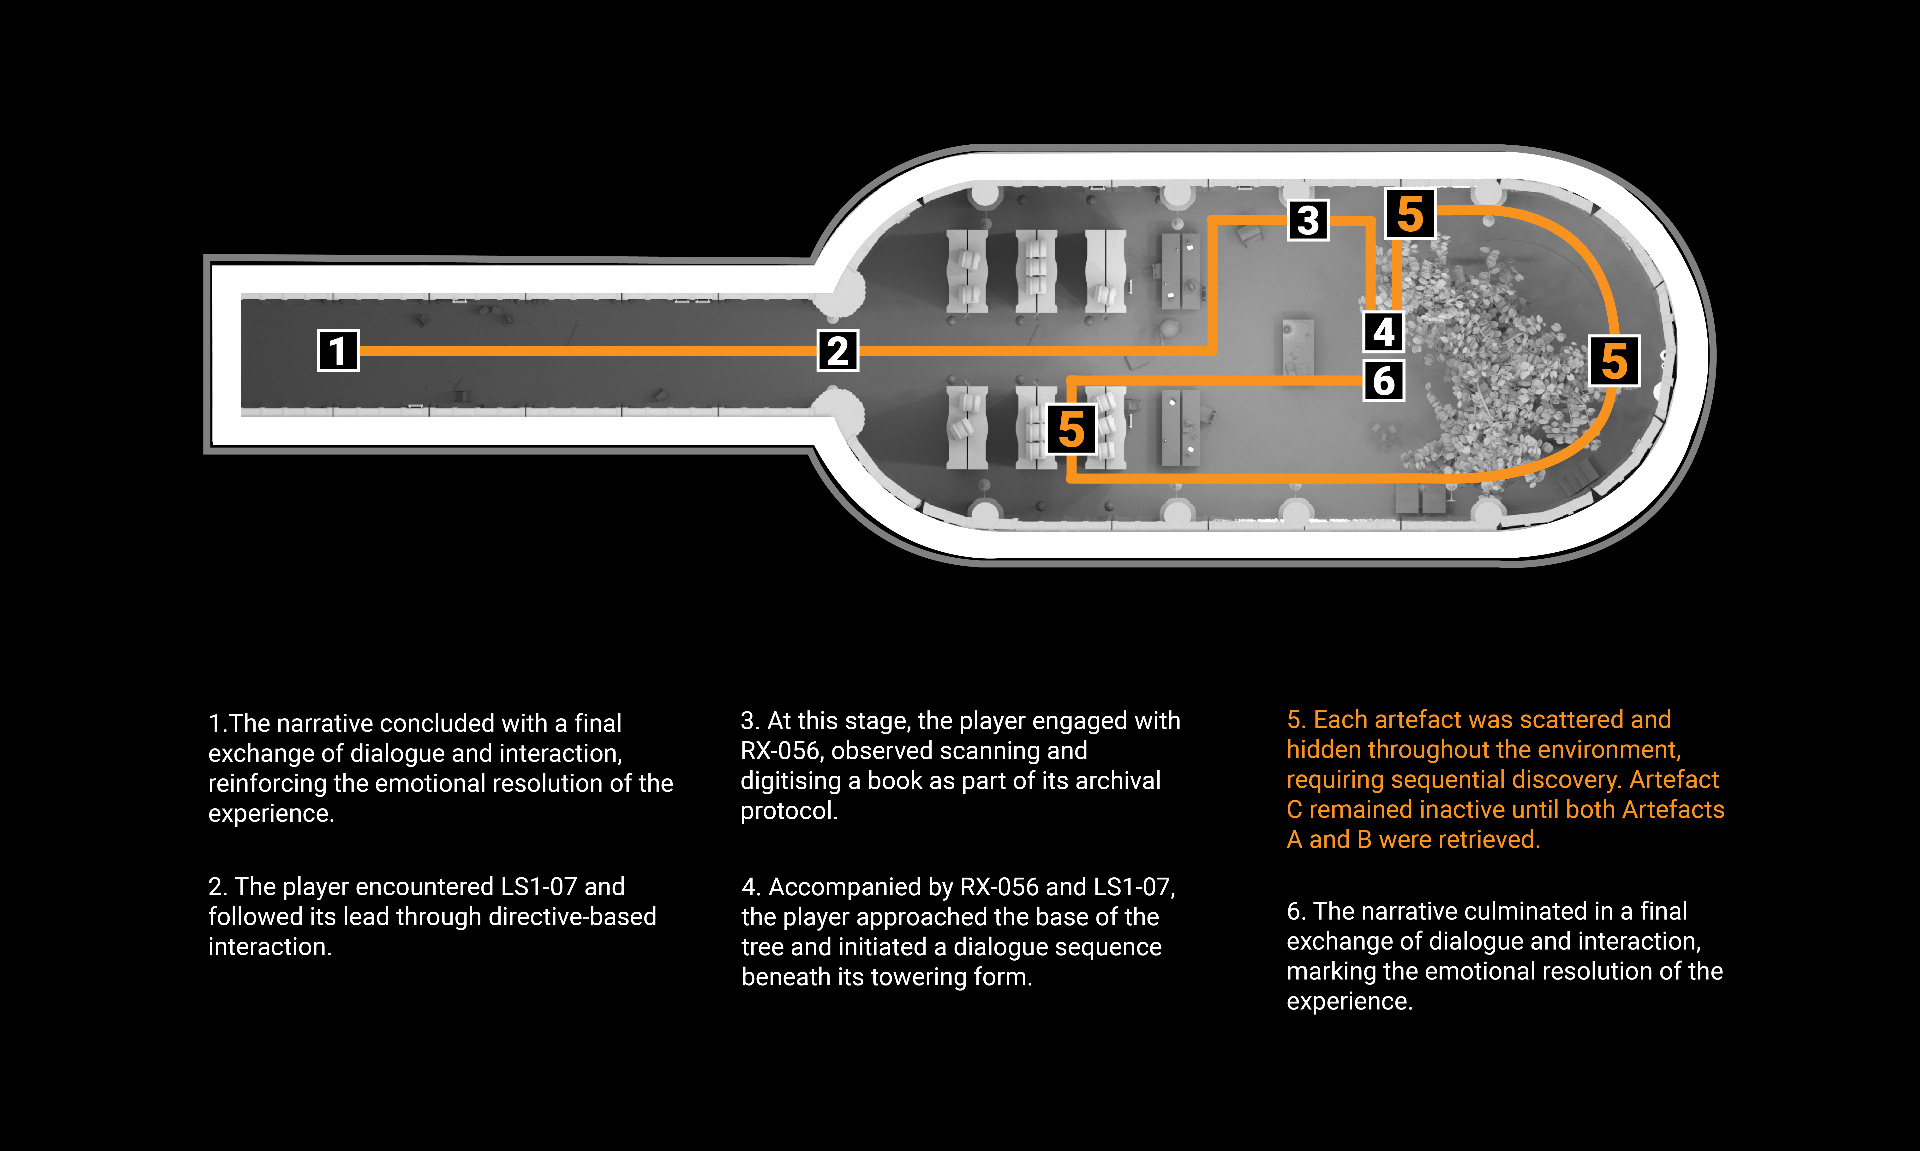 1
2
3
4
5
5
5
6
1.The narrative concluded with a final
exchange of dialogue and interaction,
reinforcing the emotional resolution of the
experience.
2. The player encountered LS1-07 and
followed its lead through directive-based
interaction.
3. At this stage, the player engaged with
RX-056, observed scanning and
digitising a book as part of its archival
protocol.
4. Accompanied by RX-056 and LS1-07,
the player approached the base of the
tree and initiated a dialogue sequence
beneath its towering form.
5. Each artefact was scattered and
hidden throughout the environment,
requiring sequential discovery. Artefact
C remained inactive until both Artefacts
A and B were retrieved.
6. The narrative culminated in a final
exchange of dialogue and interaction,
marking the emotional resolution of the
experience.